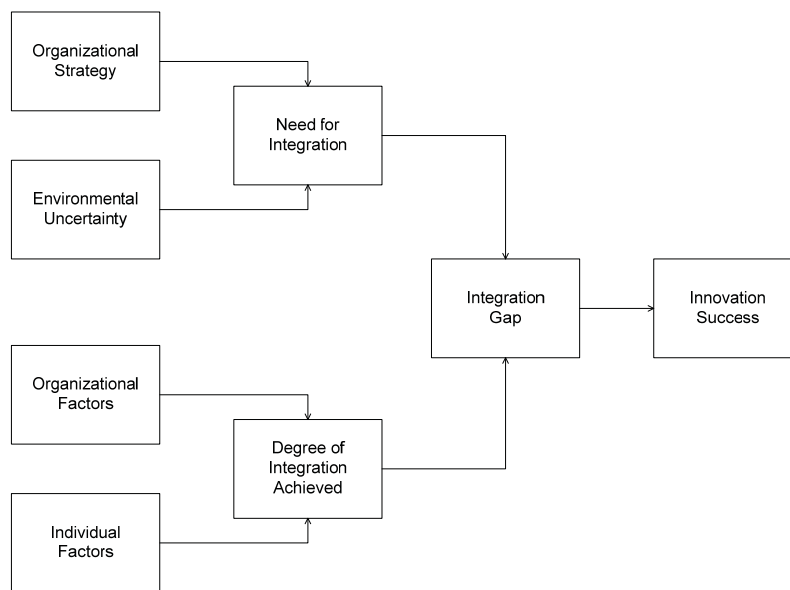 Organizational
Strategy
Need for
Integration
Environmental
Uncertainty
Integration
Gap
Innovation
Success
Organizational
Factors
Degree of
Integration
Achieved
Individual
Factors